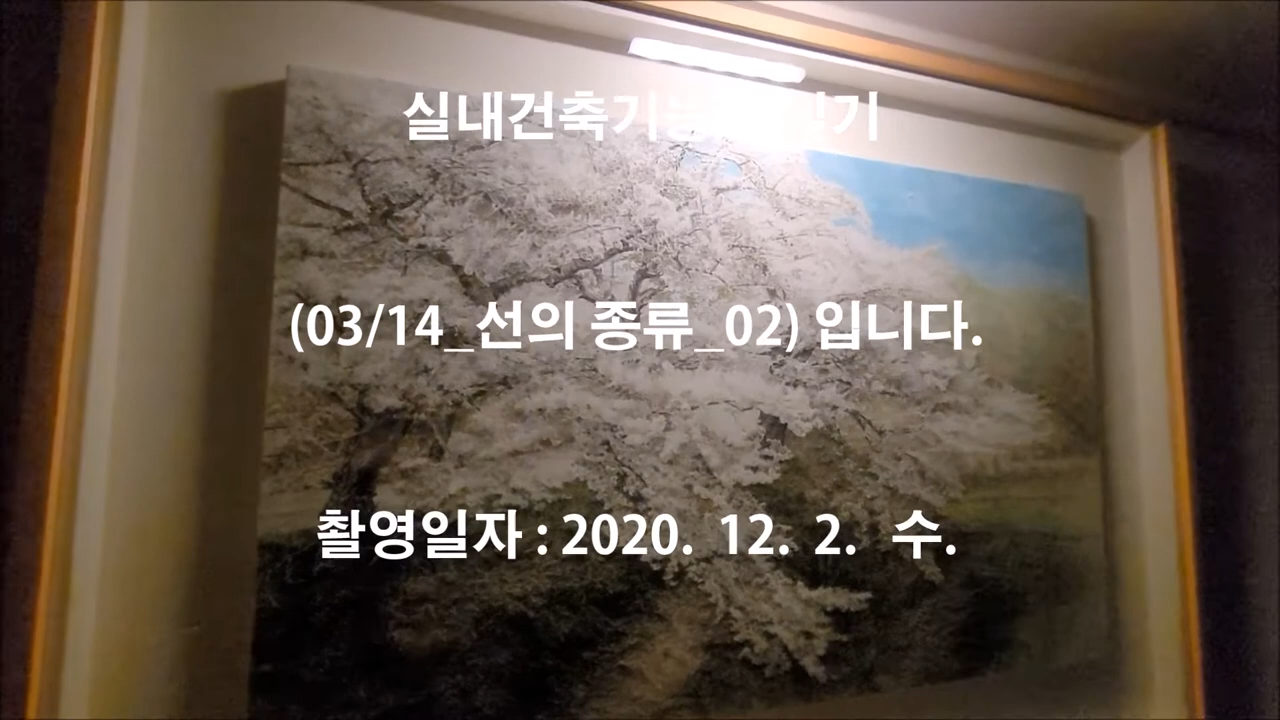 실내건축기능
(03/14_선의 종류_02) 입니다.
촬영일자 : 2020. 12. 2. 수.